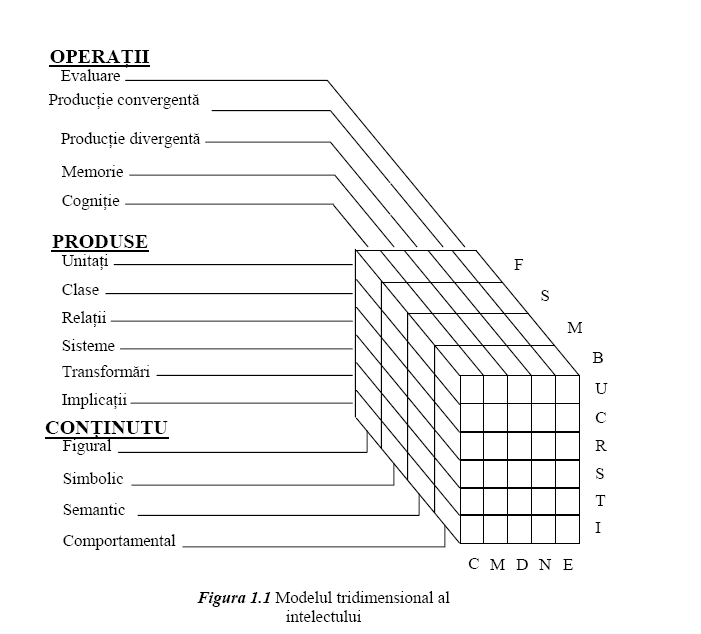 OPERAȚII
Evaluare
Producție convergentă
Producție divergentă
Memorie
Cogniție
PRODUSE
Unitați
Clase
Relații
Sisteme
Transformări
Implicații
CONȚINUTU
Figural
Simbolic
Semantic
Comportamental
F
S
M
B
U
C
R
S
T
I
C M D N E
Figura 1.1 Modelul tridimensional al
intelectului